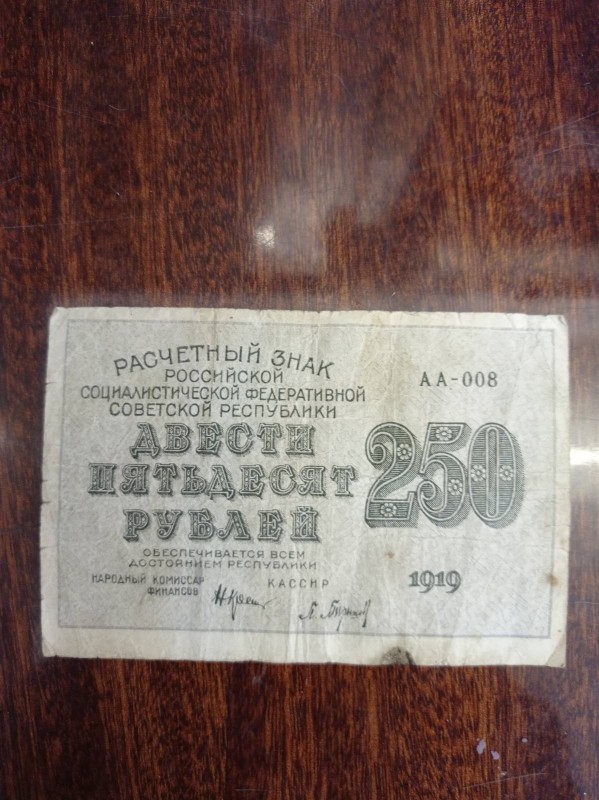 РАСЧЕТНЫЙ ЗНАК
РОССИЙСКОЙ
СОЦИАЛИСТИЧЕСКОЙ ФЕДЕРАТИВНОЙ
СОВЕТСКОЙ РЕСПУБЛИКИ
АА-008
ДВЕСТИ
ПЯТЬДЕСЯТ
РУБЛЕЙ
250
ОБЕСПЕЧИВАЕТСЯ ВСЕМ
ДОСТОЯНИЕМ РЕСПУБЛИКИ
НАРОДНЫЙ КОМИССАР
ФИНАНСОВ
КАССИР
1919